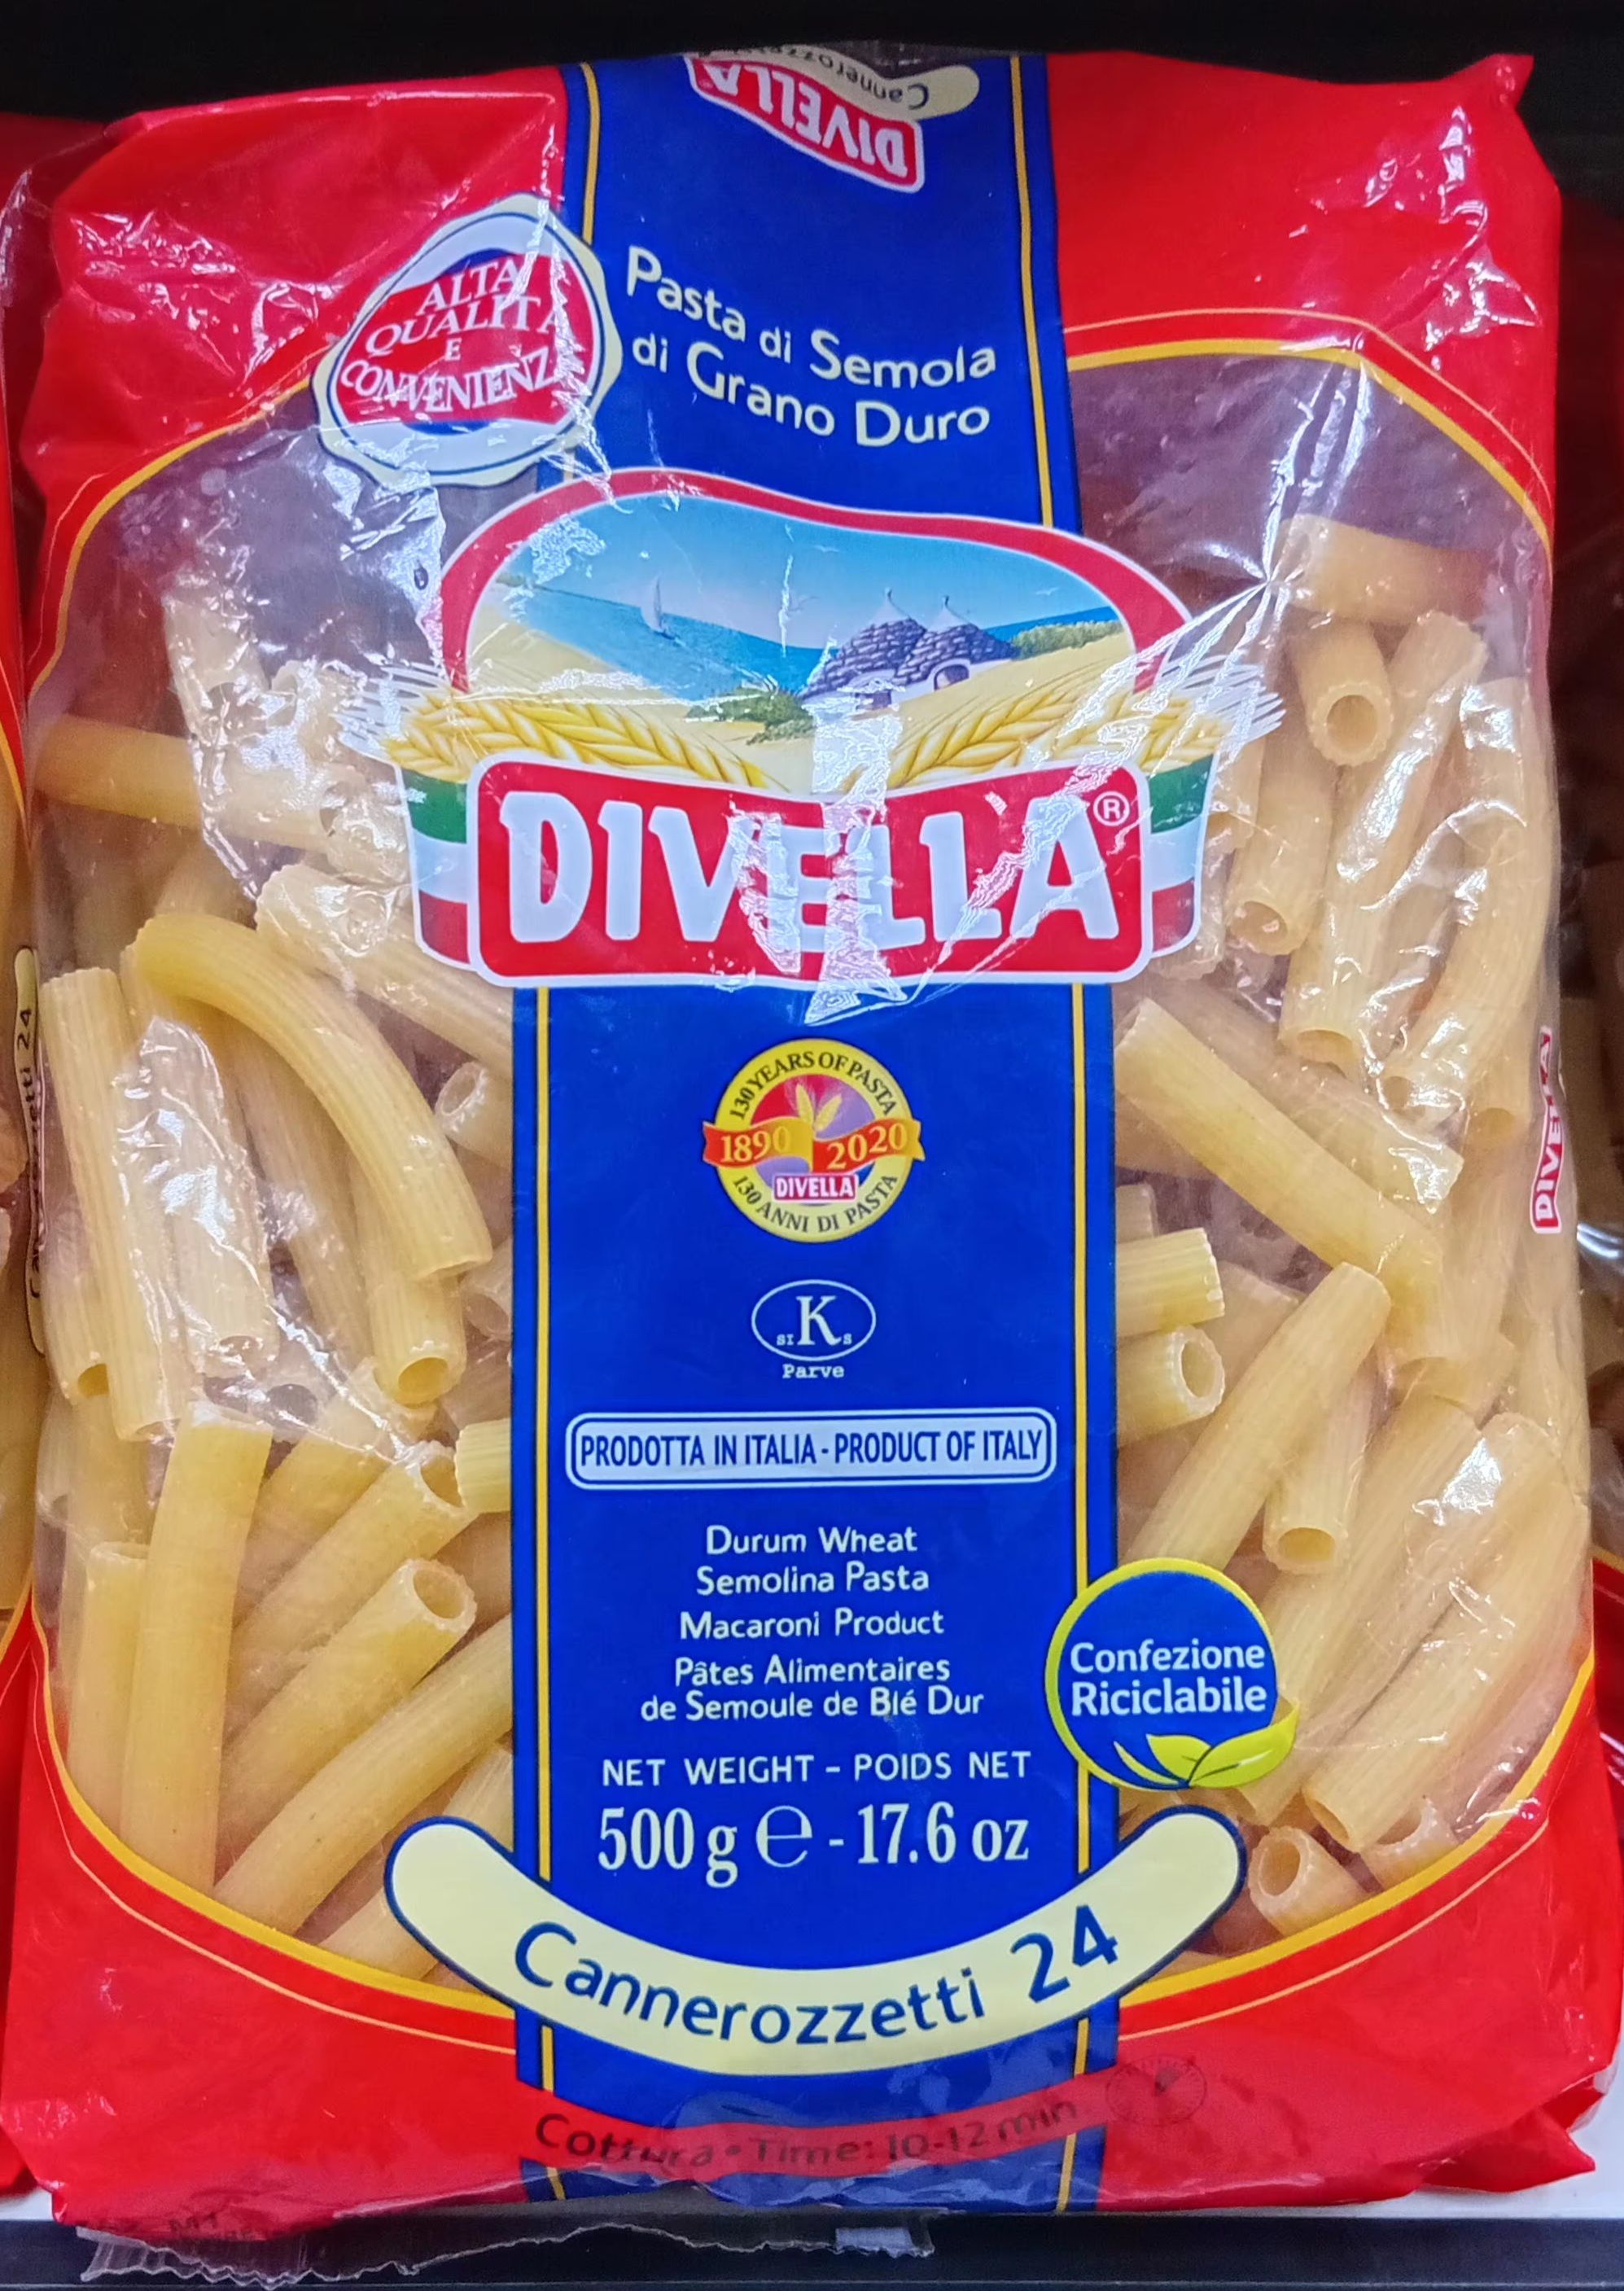 Cannerozze
DIVELLA
ALTA
QUALITÀ
E
CONVENIENZA
Pasta di Semola
di Grano Duro
DIVELLA®
130 YEARS OF PASTA
1890 2020
DIVELLA
130 ANNI DI PASTA
SI K S
Parve
PRODOTTA IN ITALIA - PRODUCT OF ITALY
Durum Wheat
Semolina Pasta
Macaroni Product
Pâtes Alimentaires
de Semoule de Blé Dur
Confezione
Riciclabile
NET WEIGHT - POIDS NET
500 g ℮ - 17.6 oz
Cannerozzetti 24
Cottura • Time: 10-12 min
DIVELLA